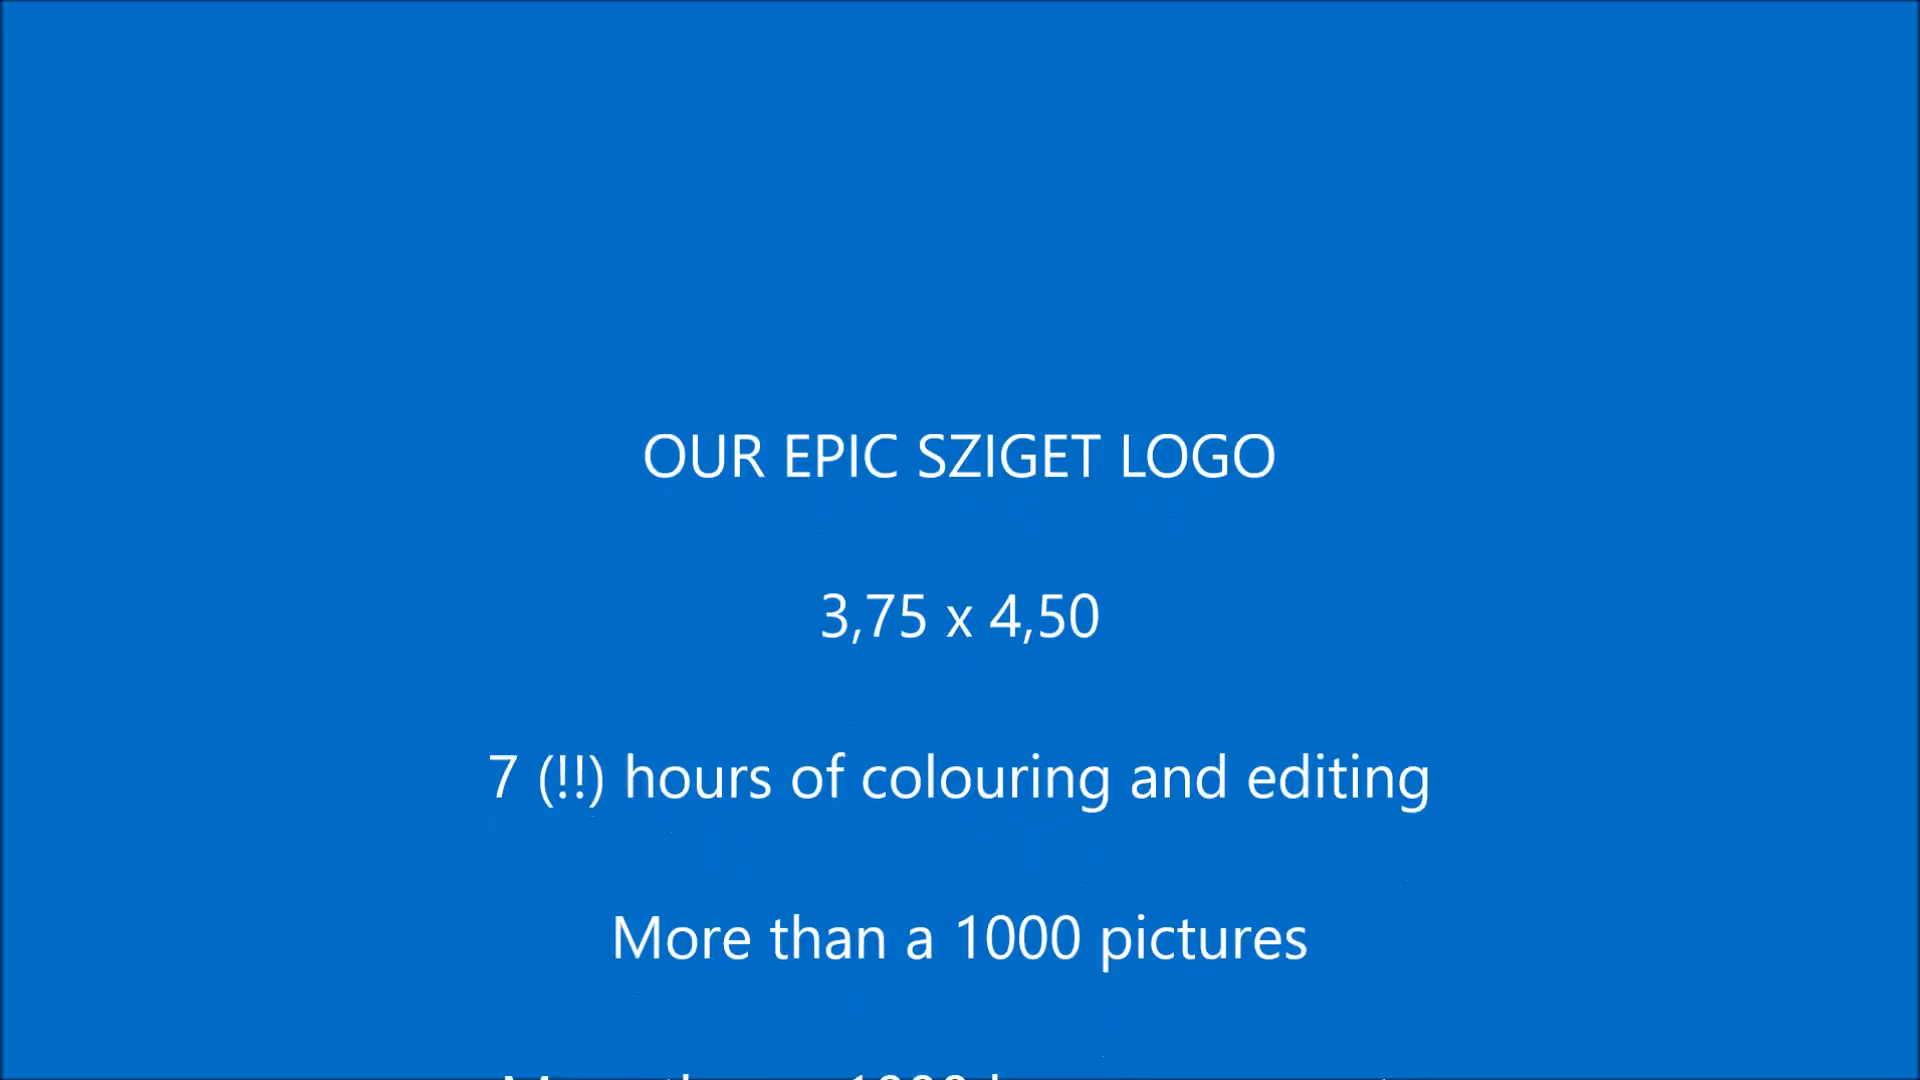 OUR EPIC SZIGET LOGO
3,75 x 4,50
7 (!!) hours of colouring and editing
More than a 1000 pictures